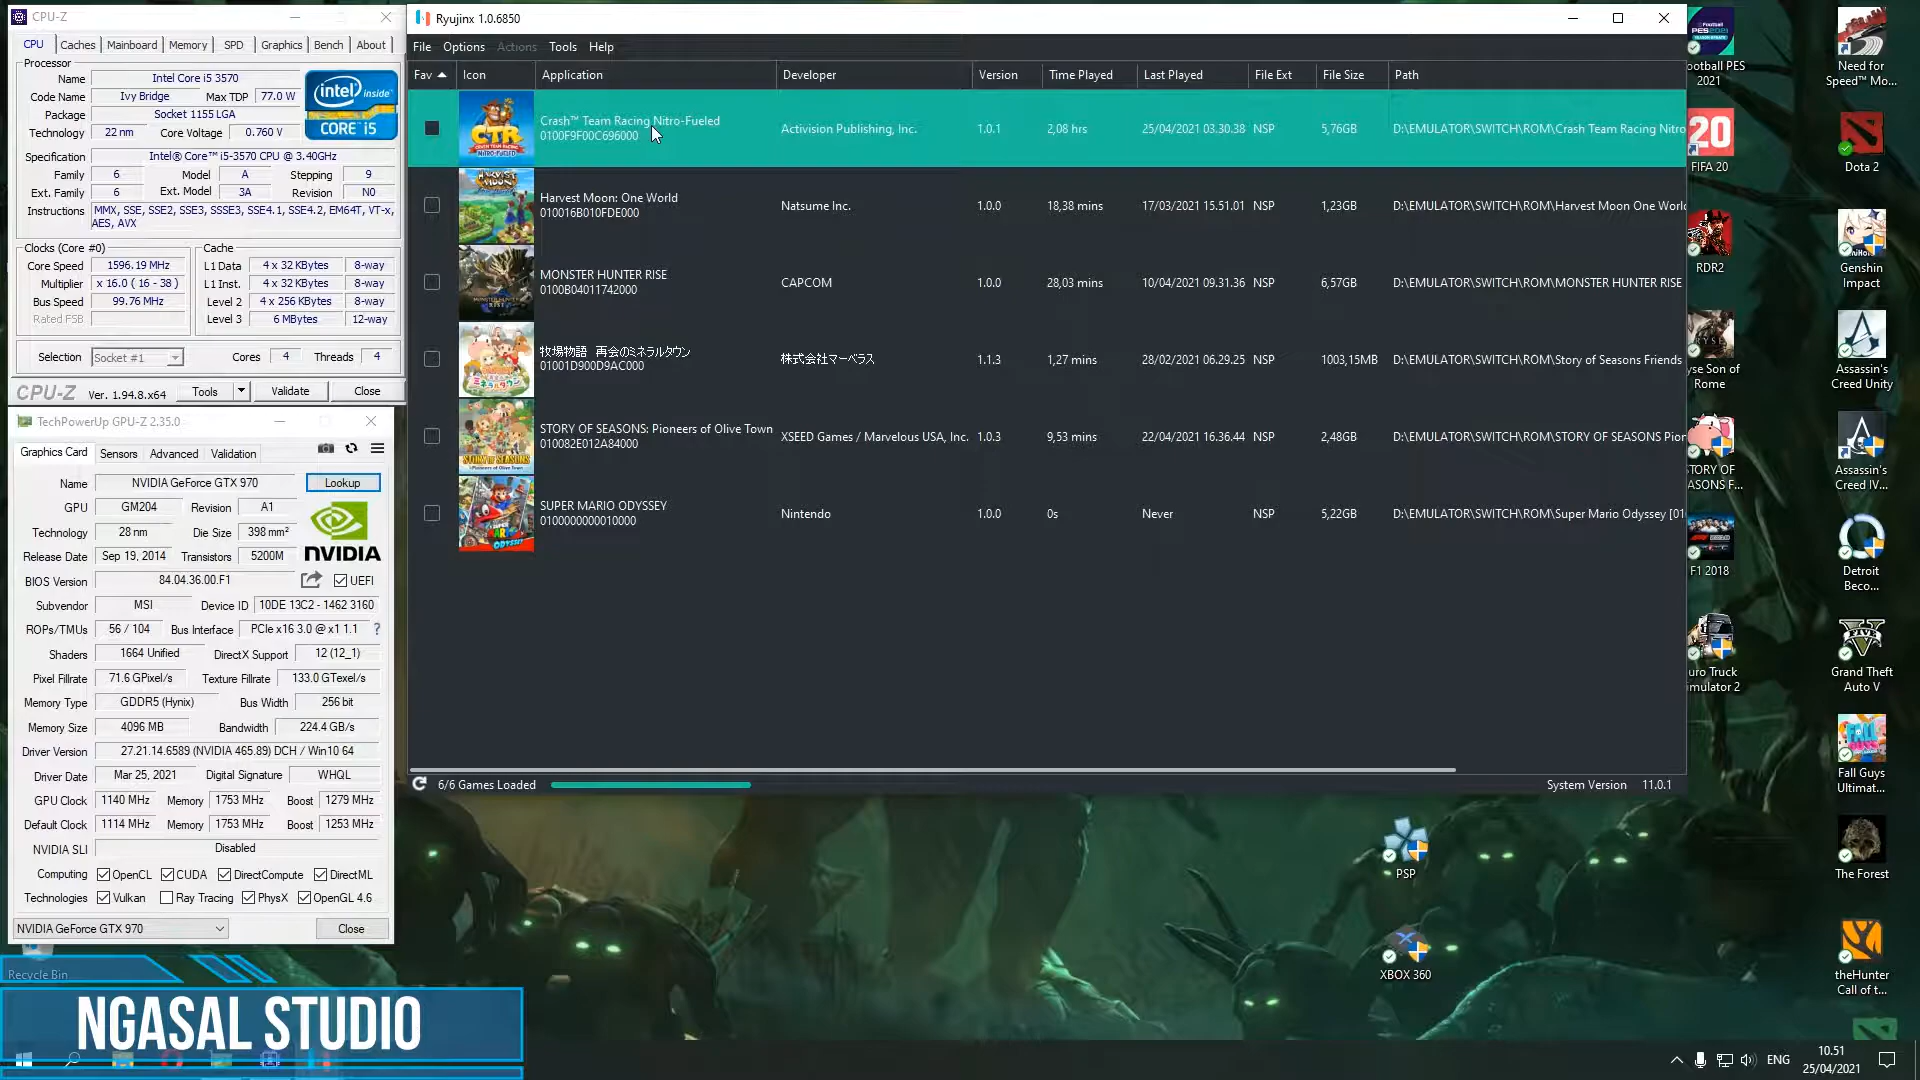 CPU-Z
CPU Caches Mainboard Memory SPD Graphics Bench About
Processor
Name Intel Core i5 3570
Code Name Ivy Bridge Max TDP 77.0 W
Package Socket 1155 LGA
Technology 22 nm Core Voltage 0.760 V
intel inside CORE i5
Specification Intel® Core™ i5-3570 CPU @ 3.40GHz
Family 6 Model A Stepping 9
Ext. Family 6 Ext. Model 3A Revision N0
Instructions MMX, SSE, SSE2, SSE3, SSSE3, SSE4.1, SSE4.2, EM64T, VT-x,
AES, AVX
Clocks (Core #0) Cache
Core Speed 1596.19 MHz L1 Data 4 x 32 KBytes 8-way
Multiplier x 16.0 ( 16 - 38 ) L1 Inst. 4 x 32 KBytes 8-way
Bus Speed 99.76 MHz Level 2 4 x 256 KBytes 8-way
Rated FSB Level 3 6 MBytes 12-way
Selection Socket #1 Cores 4 Threads 4
CPU-Z Ver. 1.94.8.x64 Tools Validate Close
TechPowerUp GPU-Z 2.35.0
Graphics Card Sensors Advanced Validation
Name NVIDIA GeForce GTX 970 Lookup
GPU GM204 Revision A1
Technology 28 nm Die Size 398 mm²
NVIDIA
Release Date Sep 19, 2014 Transistors 5200M
BIOS Version 84.04.36.00.F1 UEFI
Subvendor MSI Device ID 10DE 13C2 - 1462 3160
ROPs/TMUs 56 / 104 Bus Interface PCIe x16 3.0 @ x1 1.1 ?
Shaders 1664 Unified DirectX Support 12 (12_1)
Pixel Fillrate 71.6 GPixel/s Texture Fillrate 133.0 GTexel/s
Memory Type GDDR5 (Hynix) Bus Width 256 bit
Memory Size 4096 MB Bandwidth 224.4 GB/s
Driver Version 27.21.14.6589 (NVIDIA 465.89) DCH / Win10 64
Driver Date Mar 25, 2021 Digital Signature WHQL
GPU Clock 1140 MHz Memory 1753 MHz Boost 1279 MHz
Default Clock 1114 MHz Memory 1753 MHz Boost 1253 MHz
NVIDIA SLI Disabled
Computing OpenCL CUDA DirectCompute DirectML
Technologies Vulkan Ray Tracing PhysX OpenGL 4.6
NVIDIA GeForce GTX 970 Close
Ryujinx 1.0.6850
File Options Actions Tools Help
Fav Icon Application Developer Version Time Played Last Played File Ext File Size Path
Crash™ Team Racing Nitro-Fueled
0100F9F00C696000
Activision Publishing, Inc. 1.0.1 2,08 hrs 25/04/2021 03.30.38 NSP 5,76GB D:\EMULATOR\SWITCH\ROM\Crash Team Racing Nitro
Harvest Moon: One World
010016B010FDE000
Natsume Inc. 1.0.0 18,38 mins 17/03/2021 15.51.01 NSP 1,23GB D:\EMULATOR\SWITCH\ROM\Harvest Moon One World
MONSTER HUNTER RISE
0100B04011742000
CAPCOM 1.0.0 28,03 mins 10/04/2021 09.31.36 NSP 6,57GB D:\EMULATOR\SWITCH\ROM\MONSTER HUNTER RISE
牧場物語 再会のミネラルタウン
01001D900D9AC000
株式会社マーベラス 1.1.3 1,27 mins 28/02/2021 06.29.25 NSP 1003,15MB D:\EMULATOR\SWITCH\ROM\Story of Seasons Friends
STORY OF SEASONS: Pioneers of Olive Town
010082E012A84000
XSEED Games / Marvelous USA, Inc. 1.0.3 9,53 mins 22/04/2021 16.36.44 NSP 2,48GB D:\EMULATOR\SWITCH\ROM\STORY OF SEASONS Pion
SUPER MARIO ODYSSEY
0100000000010000
Nintendo 1.0.0 0s Never NSP 5,22GB D:\EMULATOR\SWITCH\ROM\Super Mario Odyssey [01
6/6 Games Loaded System Version 11.0.1
ootball PES
2021
Need for
Speed™ Mo...
20
FIFA 20
Dota 2
RDR2
Genshin
Impact
yse Son of
Rome
Assassin's
Creed Unity
TORY OF
ASONS F...
Assassin's
Creed IV...
F1 2018
Detroit
Beco...
uro Truck
imulator 2
Grand Theft
Auto V
Fall Guys
Ultimat...
PSP
The Forest
XBOX 360
theHunter
Call of t...
Recycle Bin
NGASAL STUDIO
ENG
10.51
25/04/2021